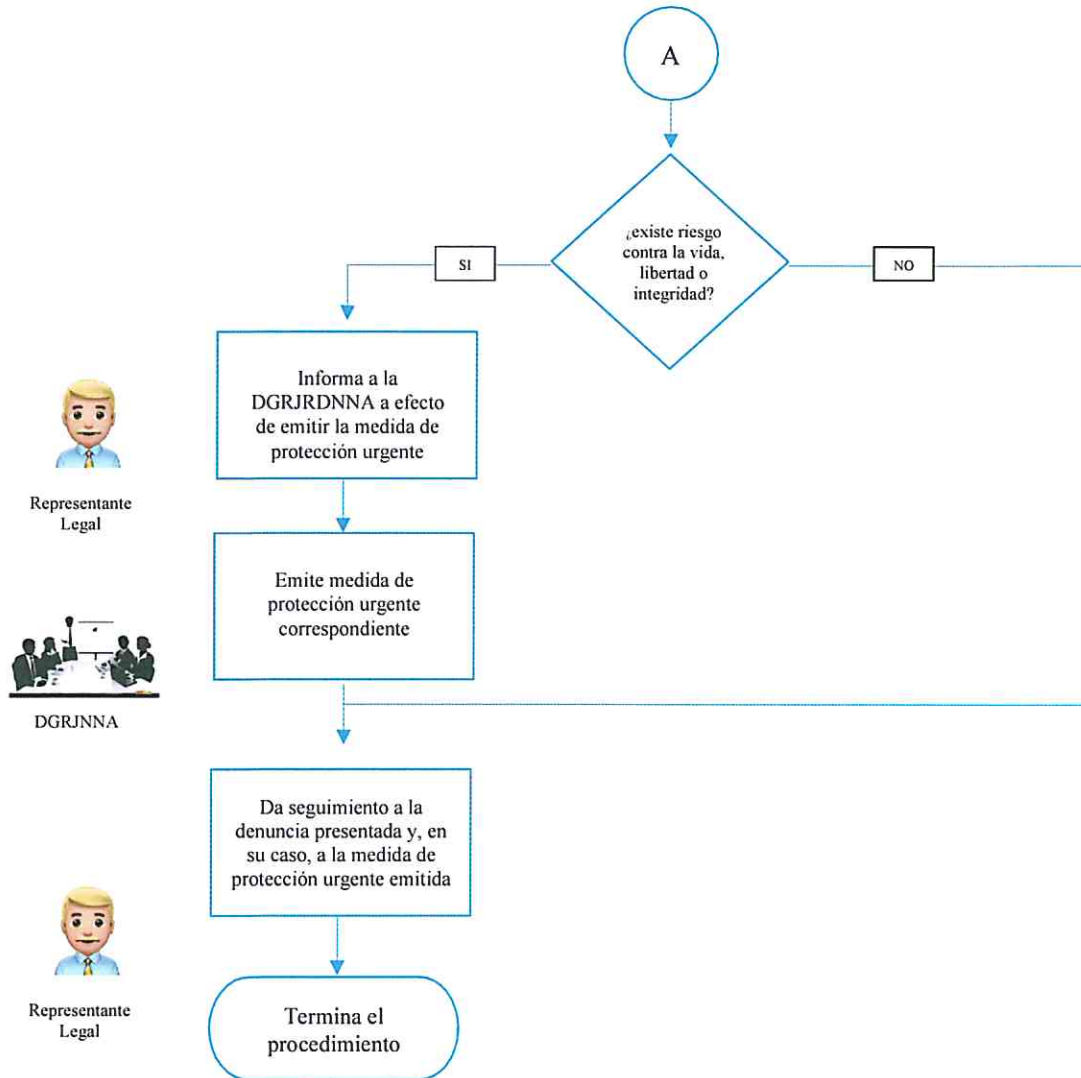 A
¿existe riesgo
contra la vida,
libertad o
integridad?
SI
NO
Informa a la
DGRJRDNNA a efecto
de emitir la medida de
protección urgente
Representante
Legal
Emite medida de
protección urgente
correspondiente
DGRJNNA
Da seguimiento a la
denuncia presentada y, en
su caso, a la medida de
protección urgente emitida
Representante
Legal
Termina el
procedimiento